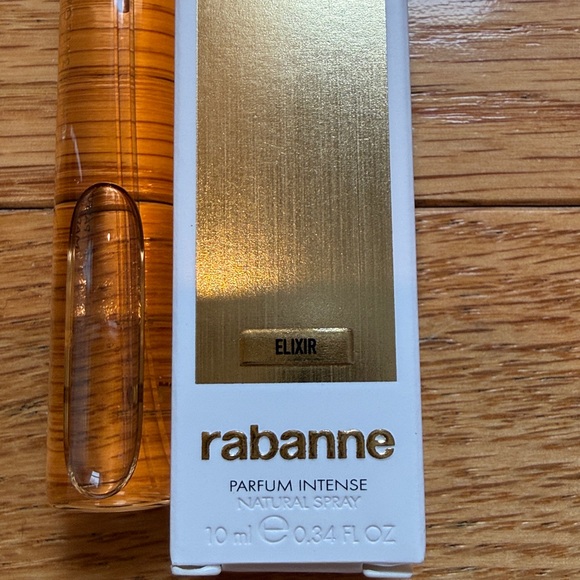 ELIXIR
rabanne
PARFUM INTENSE
NATURAL SPRAY
10 ml ℮ 0.34 FL OZ